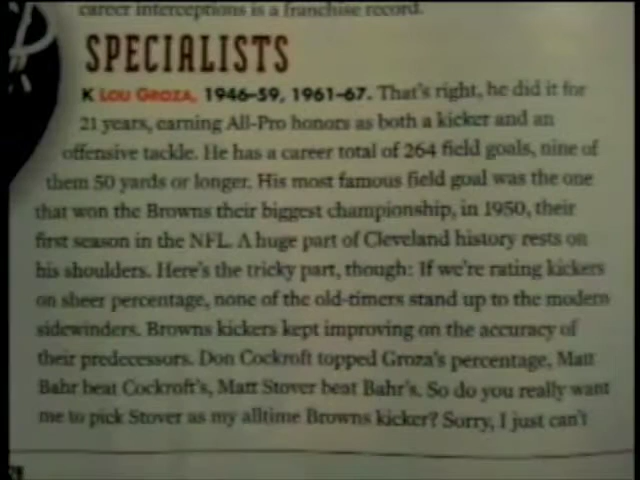 career interceptions is a franchise record.
SPECIALISTS
K LOU GROZA, 1946–59, 1961–67. That's right, he did it for
21 years, earning All-Pro honors as both a kicker and an
offensive tackle. He has a career total of 264 field goals, nine of
them 50 yards or longer. His most famous field goal was the one
that won the Browns their biggest championship, in 1950, their
first season in the NFL. A huge part of Cleveland history rests on
his shoulders. Here's the tricky part, though: If we're rating kickers
on sheer percentage, none of the old-timers stand up to the modern
sidewinders. Browns kickers kept improving on the accuracy of
their predecessors. Don Cockroft topped Groza's percentage, Matt
Bahr beat Cockroft's, Matt Stover beat Bahr's. So do you really want
me to pick Stover as my alltime Browns kicker? Sorry, I just can't